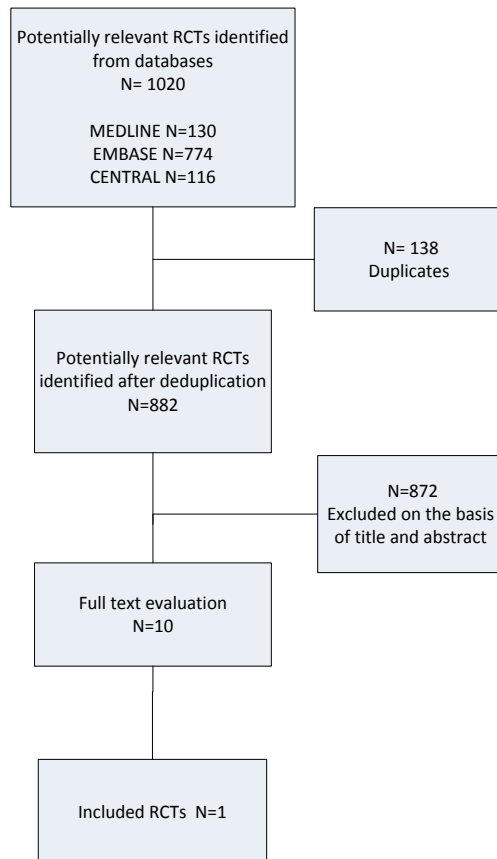 Potentially relevant RCTs identified
from databases
N= 1020
MEDLINE N=130
EMBASE N=774
CENTRAL N=116
N= 138
Duplicates
Potentially relevant RCTs
identified after deduplication
N=882
N=872
Excluded on the basis
of title and abstract
Full text evaluation
N=10
Included RCTs N=1